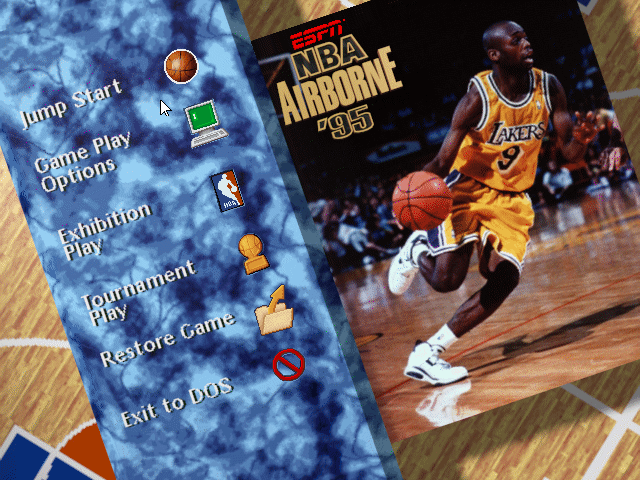 Jump Start
Game Play
Options
Exhibition
Play
Tournament
Play
Restore Game
Exit to DOS
ESPN
NBA
AIRBORNE
'95
LAKERS
9
NBA